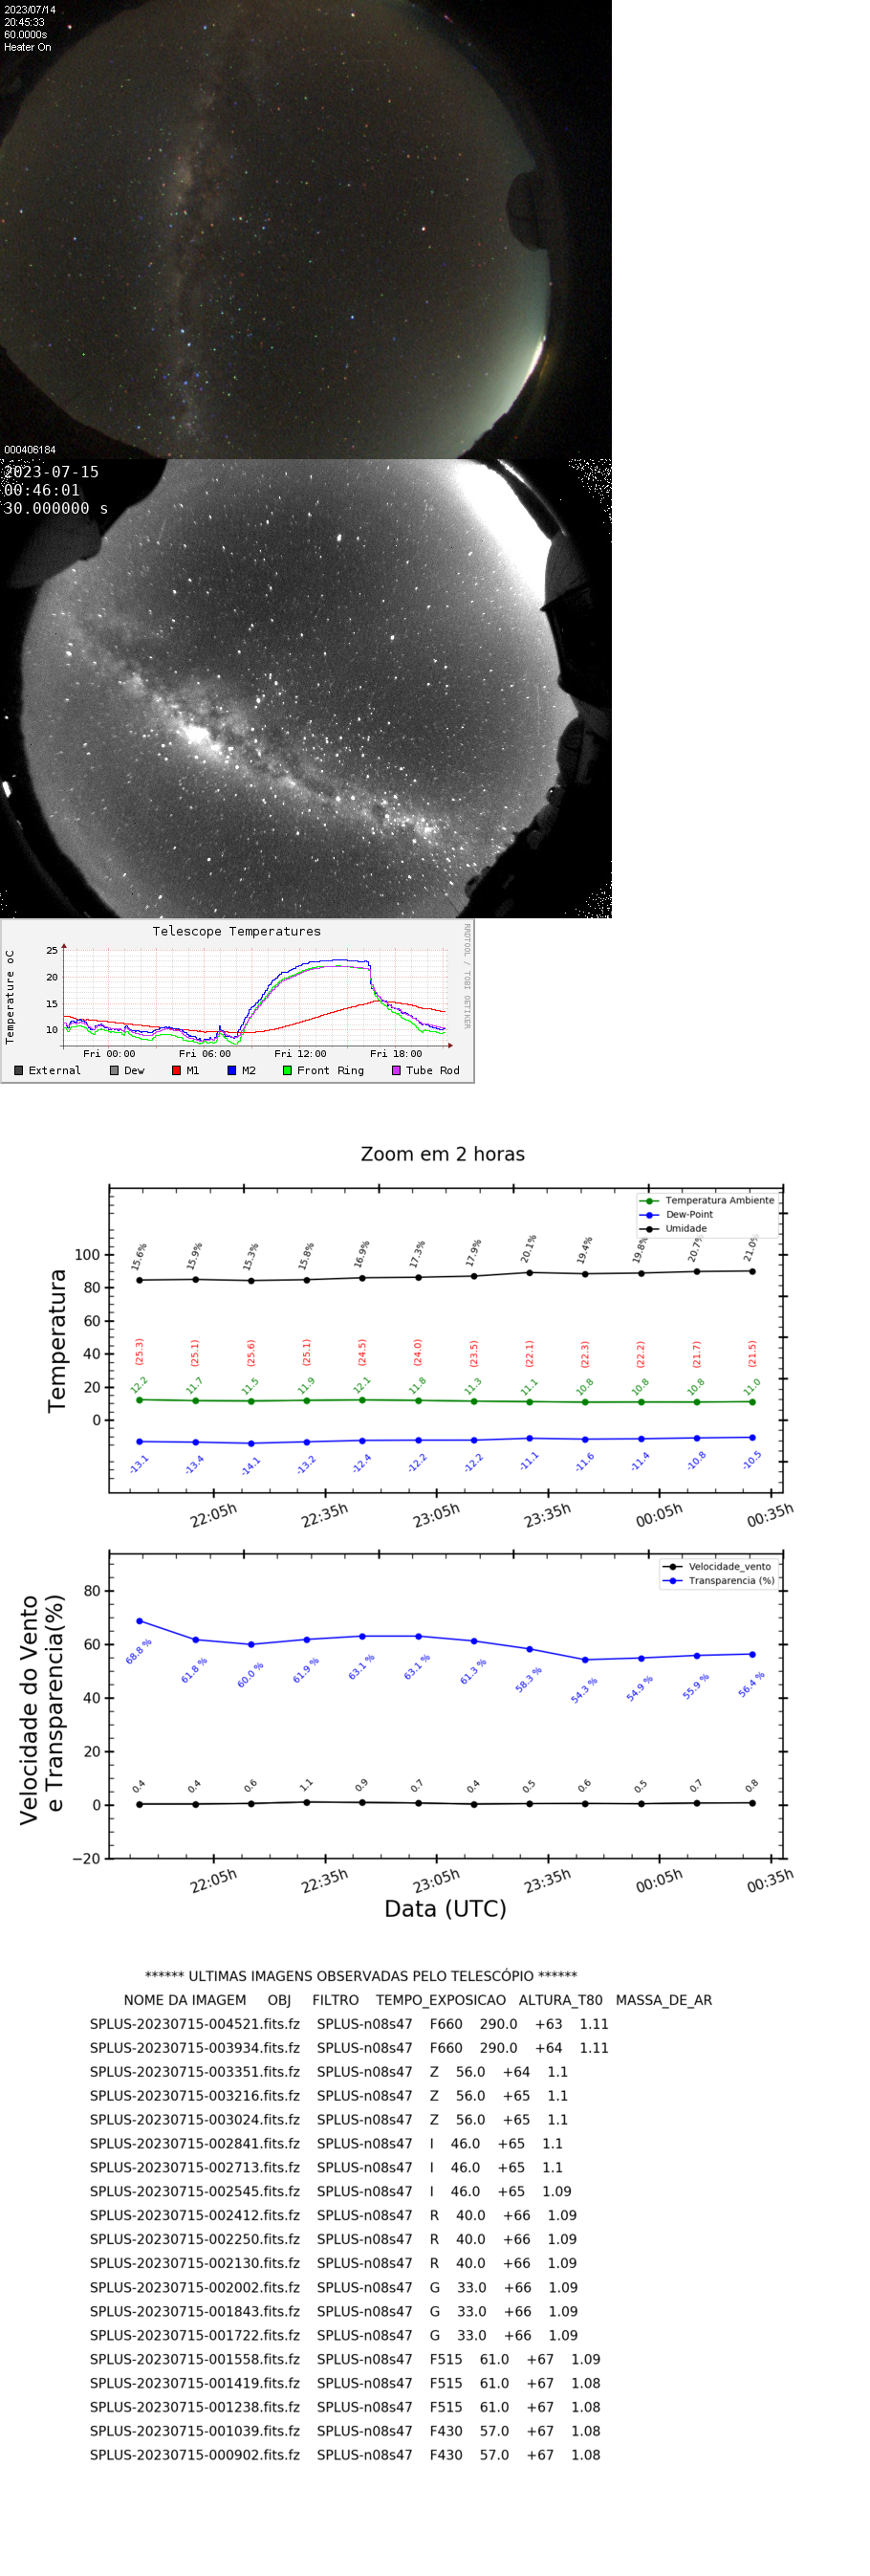 2023/07/14
20:45:33
60.0000s
Heater On
000406184
2023-07-15
00:46:01
30.000000 s
Telescope Temperatures
RRDTOOL / TOBI OETIKER
Temperature oC
25
20
15
10
Fri 00:00 Fri 06:00 Fri 12:00 Fri 18:00
External Dew M1 M2 Front Ring Tube Rod
Zoom em 2 horas
Temperatura
Temperatura Ambiente
Dew-Point
Umidade
100
80
60
40
20
0
15.6% 15.9% 15.3% 15.8% 16.9% 17.3% 17.9% 20.1% 19.4% 19.8% 20.7% 21.0%
(25.3) (25.1) (25.6) (25.1) (24.5) (24.0) (23.5) (22.1) (22.3) (22.2) (21.7) (21.5)
12.2 11.7 11.5 11.9 12.1 11.8 11.3 11.1 10.8 10.8 10.8 11.0
-13.1 -13.4 -14.1 -13.2 -12.4 -12.2 -12.2 -11.1 -11.6 -11.4 -10.8 -10.5
22:05h 22:35h 23:05h 23:35h 00:05h 00:35h
Velocidade do Vento
e Transparencia(%)
Velocidade_vento
Transparencia (%)
80
60
40
20
0
−20
68.8 % 61.8 % 60.0 % 61.9 % 63.1 % 63.1 % 61.3 % 58.3 % 54.3 % 54.9 % 55.9 % 56.4 %
0.4 0.4 0.6 1.1 0.9 0.7 0.4 0.5 0.6 0.5 0.7 0.8
22:05h 22:35h 23:05h 23:35h 00:05h 00:35h
Data (UTC)
****** ULTIMAS IMAGENS OBSERVADAS PELO TELESCÓPIO ******
NOME DA IMAGEM OBJ FILTRO TEMPO_EXPOSICAO ALTURA_T80 MASSA_DE_AR
SPLUS-20230715-004521.fits.fz SPLUS-n08s47 F660 290.0 +63 1.11
SPLUS-20230715-003934.fits.fz SPLUS-n08s47 F660 290.0 +64 1.11
SPLUS-20230715-003351.fits.fz SPLUS-n08s47 Z 56.0 +64 1.1
SPLUS-20230715-003216.fits.fz SPLUS-n08s47 Z 56.0 +65 1.1
SPLUS-20230715-003024.fits.fz SPLUS-n08s47 Z 56.0 +65 1.1
SPLUS-20230715-002841.fits.fz SPLUS-n08s47 I 46.0 +65 1.1
SPLUS-20230715-002713.fits.fz SPLUS-n08s47 I 46.0 +65 1.1
SPLUS-20230715-002545.fits.fz SPLUS-n08s47 I 46.0 +65 1.09
SPLUS-20230715-002412.fits.fz SPLUS-n08s47 R 40.0 +66 1.09
SPLUS-20230715-002250.fits.fz SPLUS-n08s47 R 40.0 +66 1.09
SPLUS-20230715-002130.fits.fz SPLUS-n08s47 R 40.0 +66 1.09
SPLUS-20230715-002002.fits.fz SPLUS-n08s47 G 33.0 +66 1.09
SPLUS-20230715-001843.fits.fz SPLUS-n08s47 G 33.0 +66 1.09
SPLUS-20230715-001722.fits.fz SPLUS-n08s47 G 33.0 +66 1.09
SPLUS-20230715-001558.fits.fz SPLUS-n08s47 F515 61.0 +67 1.09
SPLUS-20230715-001419.fits.fz SPLUS-n08s47 F515 61.0 +67 1.08
SPLUS-20230715-001238.fits.fz SPLUS-n08s47 F515 61.0 +67 1.08
SPLUS-20230715-001039.fits.fz SPLUS-n08s47 F430 57.0 +67 1.08
SPLUS-20230715-000902.fits.fz SPLUS-n08s47 F430 57.0 +67 1.08